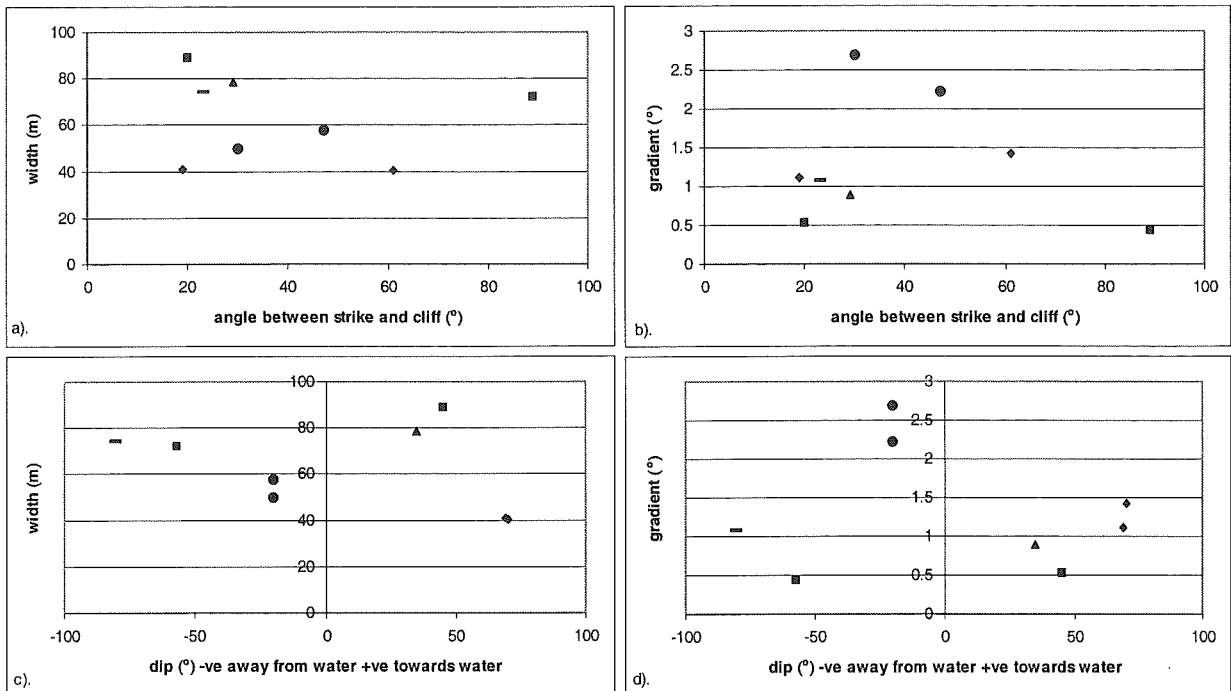 100
80
60
40
20
0
width (m)
0 20 40 60 80 100
angle between strike and cliff (°)
a).
3
2.5
2
1.5
1
0.5
0
gradient (°)
0 20 40 60 80 100
angle between strike and cliff (°)
b).
100
80
60
40
20
0
width (m)
-100 -50 0 50 100
dip (°) -ve away from water +ve towards water
c).
3
2.5
2
1.5
1
0.5
0
gradient (°)
-100 -50 0 50 100
dip (°) -ve away from water +ve towards water
d).